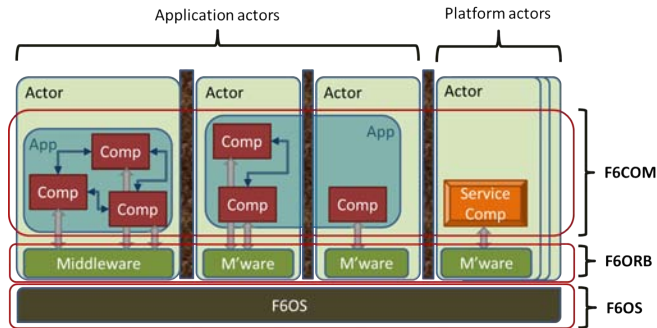 Application actors
Platform actors
Actor
Actor
Actor
Actor
App
Comp
Comp
Comp
Comp
App
Comp
Comp
Service
Comp
F6COM
Middleware
M'ware
M'ware
M'ware
F6ORB
F6OS
F6OS